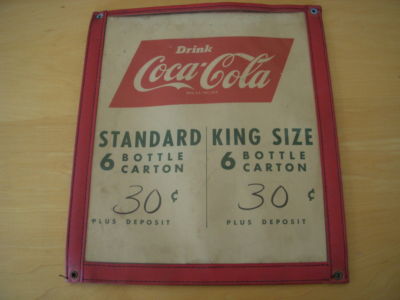 Drink
Coca-Cola
STANDARD KING SIZE
6 BOTTLE CARTON 6 BOTTLE CARTON
30 ¢ 30 ¢
PLUS DEPOSIT PLUS DEPOSIT